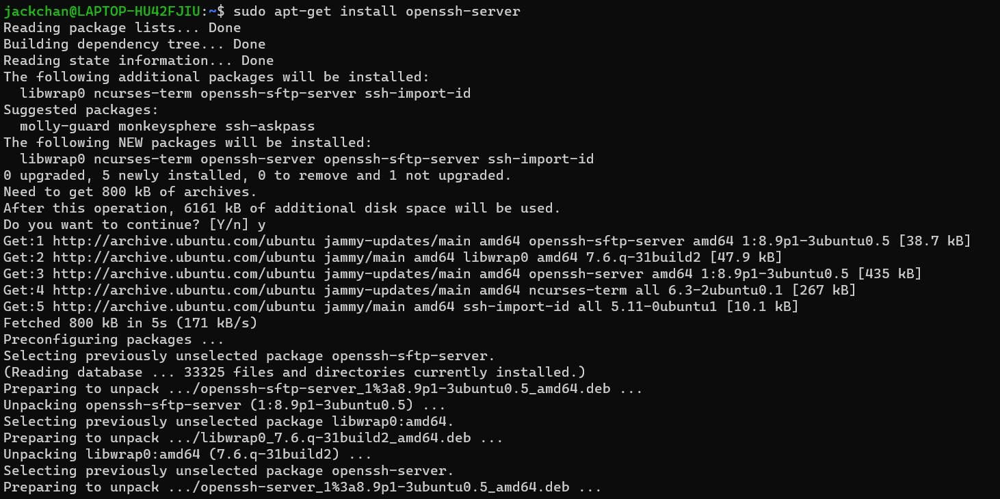 jackchan@LAPTOP-HU42FJIU:~$ sudo apt-get install openssh-server
Reading package lists... Done
Building dependency tree... Done
Reading state information... Done
The following additional packages will be installed:
  libwrap0 ncurses-term openssh-sftp-server ssh-import-id
Suggested packages:
  molly-guard monkeysphere ssh-askpass
The following NEW packages will be installed:
  libwrap0 ncurses-term openssh-server openssh-sftp-server ssh-import-id
0 upgraded, 5 newly installed, 0 to remove and 1 not upgraded.
Need to get 800 kB of archives.
After this operation, 6161 kB of additional disk space will be used.
Do you want to continue? [Y/n] y
Get:1 http://archive.ubuntu.com/ubuntu jammy-updates/main amd64 openssh-sftp-server amd64 1:8.9p1-3ubuntu0.5 [38.7 kB]
Get:2 http://archive.ubuntu.com/ubuntu jammy/main amd64 libwrap0 amd64 7.6.q-31build2 [47.9 kB]
Get:3 http://archive.ubuntu.com/ubuntu jammy-updates/main amd64 openssh-server amd64 1:8.9p1-3ubuntu0.5 [435 kB]
Get:4 http://archive.ubuntu.com/ubuntu jammy-updates/main amd64 ncurses-term all 6.3-2ubuntu0.1 [267 kB]
Get:5 http://archive.ubuntu.com/ubuntu jammy/main amd64 ssh-import-id all 5.11-0ubuntu1 [10.1 kB]
Fetched 800 kB in 5s (171 kB/s)
Preconfiguring packages ...
Selecting previously unselected package openssh-sftp-server.
(Reading database ... 33325 files and directories currently installed.)
Preparing to unpack .../openssh-sftp-server_1%3a8.9p1-3ubuntu0.5_amd64.deb ...
Unpacking openssh-sftp-server (1:8.9p1-3ubuntu0.5) ...
Selecting previously unselected package libwrap0:amd64.
Preparing to unpack .../libwrap0_7.6.q-31build2_amd64.deb ...
Unpacking libwrap0:amd64 (7.6.q-31build2) ...
Selecting previously unselected package openssh-server.
Preparing to unpack .../openssh-server_1%3a8.9p1-3ubuntu0.5_amd64.deb ...